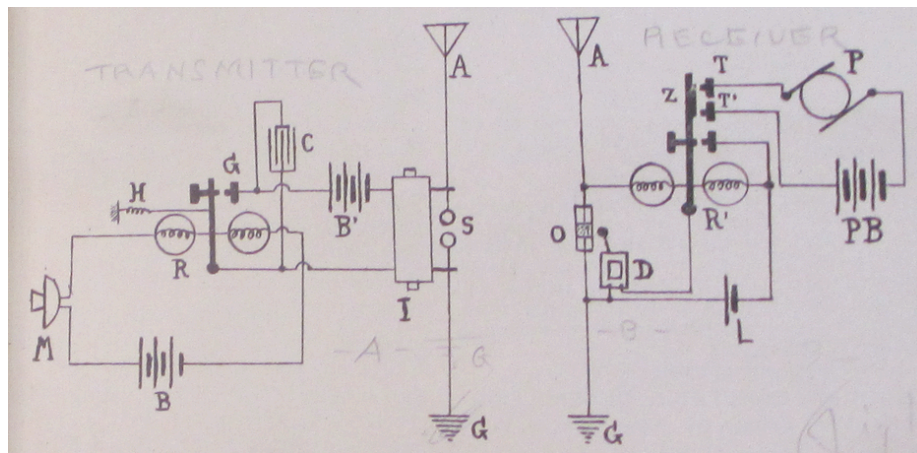 TRANSMITTER
RECEIVER
A
A
T
P
Z
T'
C
G
H
B'
S
R
R'
O
PB
D
I
M
L
B
-A-
-B-
G
G